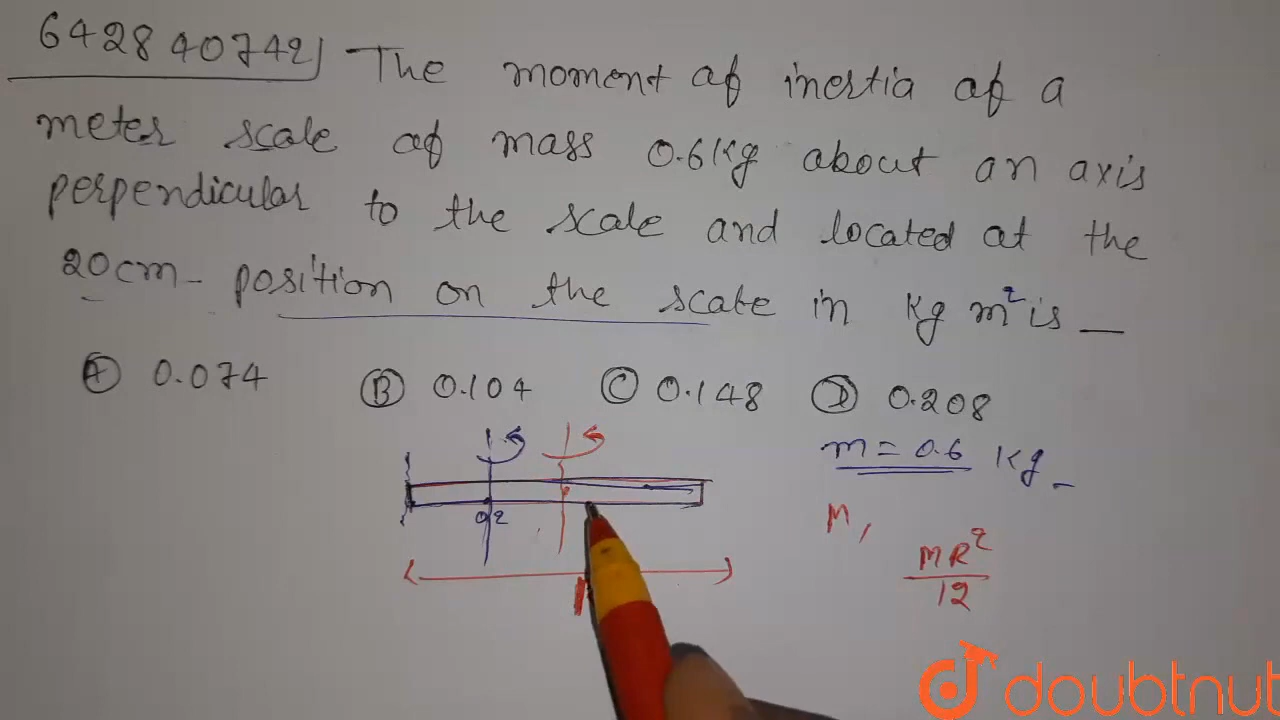 642840742) The moment of inertia of a
meter scale of mass 0.6Kg about an axis
perpendicular to the scale and located at the
20cm- position on the scale in Kg m² is _
A 0.074 B 0.104 C 0.148 D 0.208
m = 0.6 Kg
0.2
M,
MR²
12
doubtnut